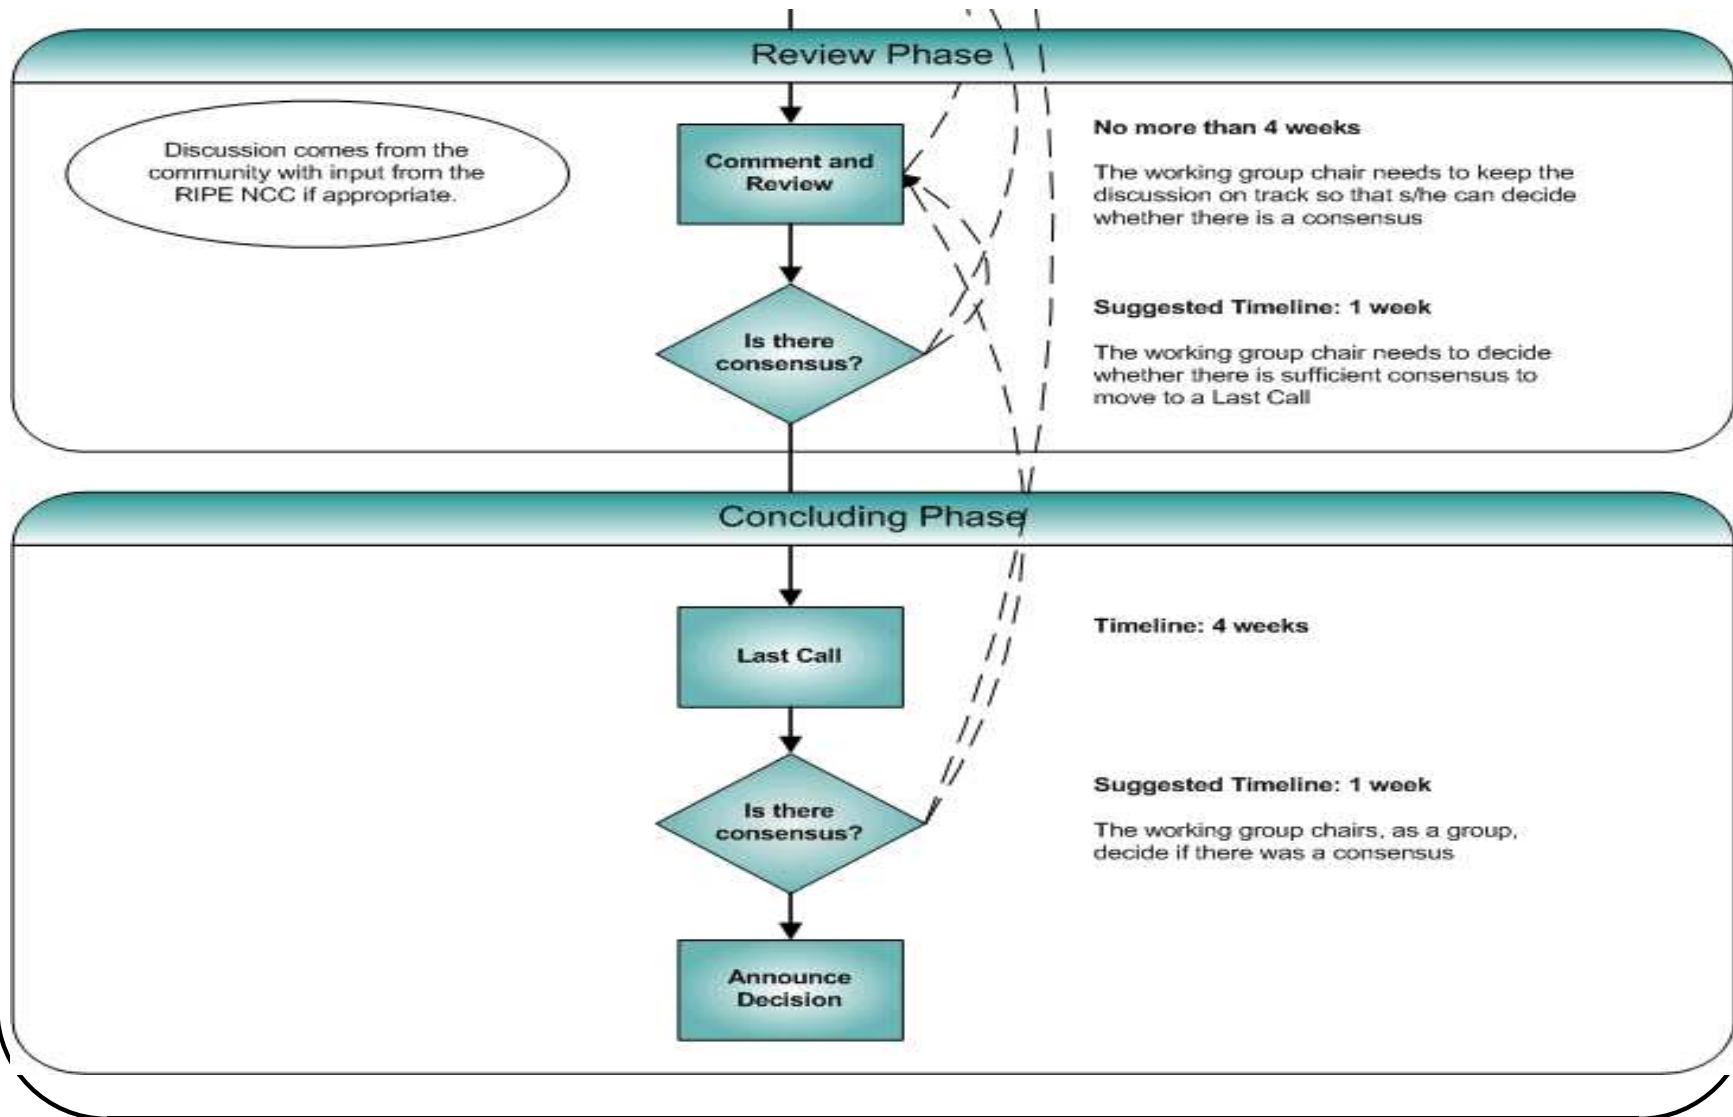 Review Phase
Discussion comes from the
community with input from the
RIPE NCC if appropriate.
Comment and
Review
No more than 4 weeks
The working group chair needs to keep the
discussion on track so that s/he can decide
whether there is a consensus
Is there
consensus?
Suggested Timeline: 1 week
The working group chair needs to decide
whether there is sufficient consensus to
move to a Last Call
Concluding Phase
Last Call
Timeline: 4 weeks
Is there
consensus?
Suggested Timeline: 1 week
The working group chairs, as a group,
decide if there was a consensus
Announce
Decision